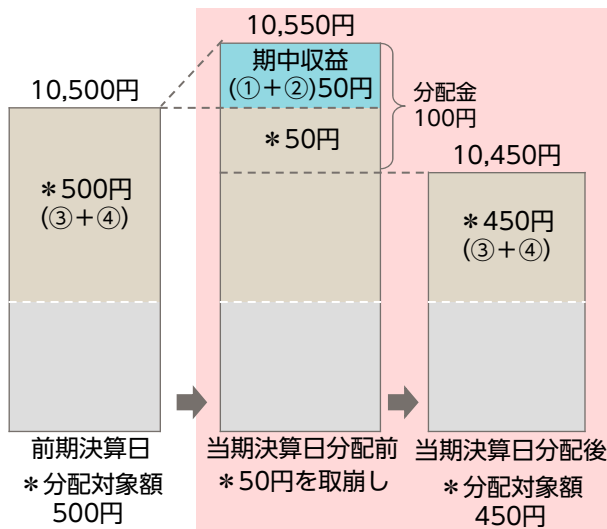 10,550円
期中収益
(①+②)50円
分配金
100円
10,500円
＊50円
10,450円
＊500円
(③+④)
＊450円
(③+④)
前期決算日
当期決算日分配前
当期決算日分配後
＊分配対象額
500円
＊50円を取崩し
＊分配対象額
450円